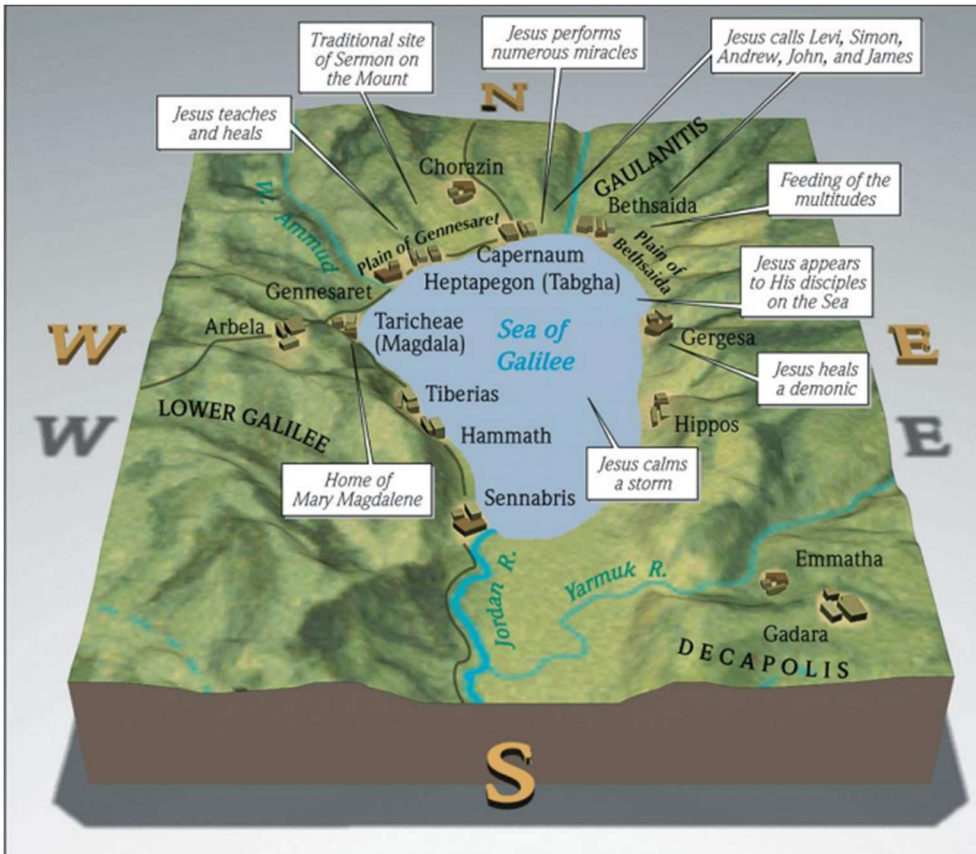 Jesus performs
numerous miracles
Jesus calls Levi, Simon,
Andrew, John, and James
Traditional site
of Sermon on
the Mount
N
Jesus teaches
and heals
GAULANITIS
Chorazin
Feeding of the
multitudes
Bethsaida
W. Ammud
Plain of Gennesaret
Plain of
Bethsaida
Capernaum
Heptapegon (Tabgha)
Jesus appears
to His disciples
on the Sea
Gennesaret
Arbela
Taricheae
(Magdala)
Sea of
Galilee
Gergesa
W
E
W
E
Jesus heals
a demonic
Tiberias
LOWER GALILEE
Hammath
Hippos
Jesus calms
a storm
Home of
Mary Magdalene
Sennabris
Jordan R.
Yarmuk R.
Emmatha
Gadara
DECAPOLIS
S